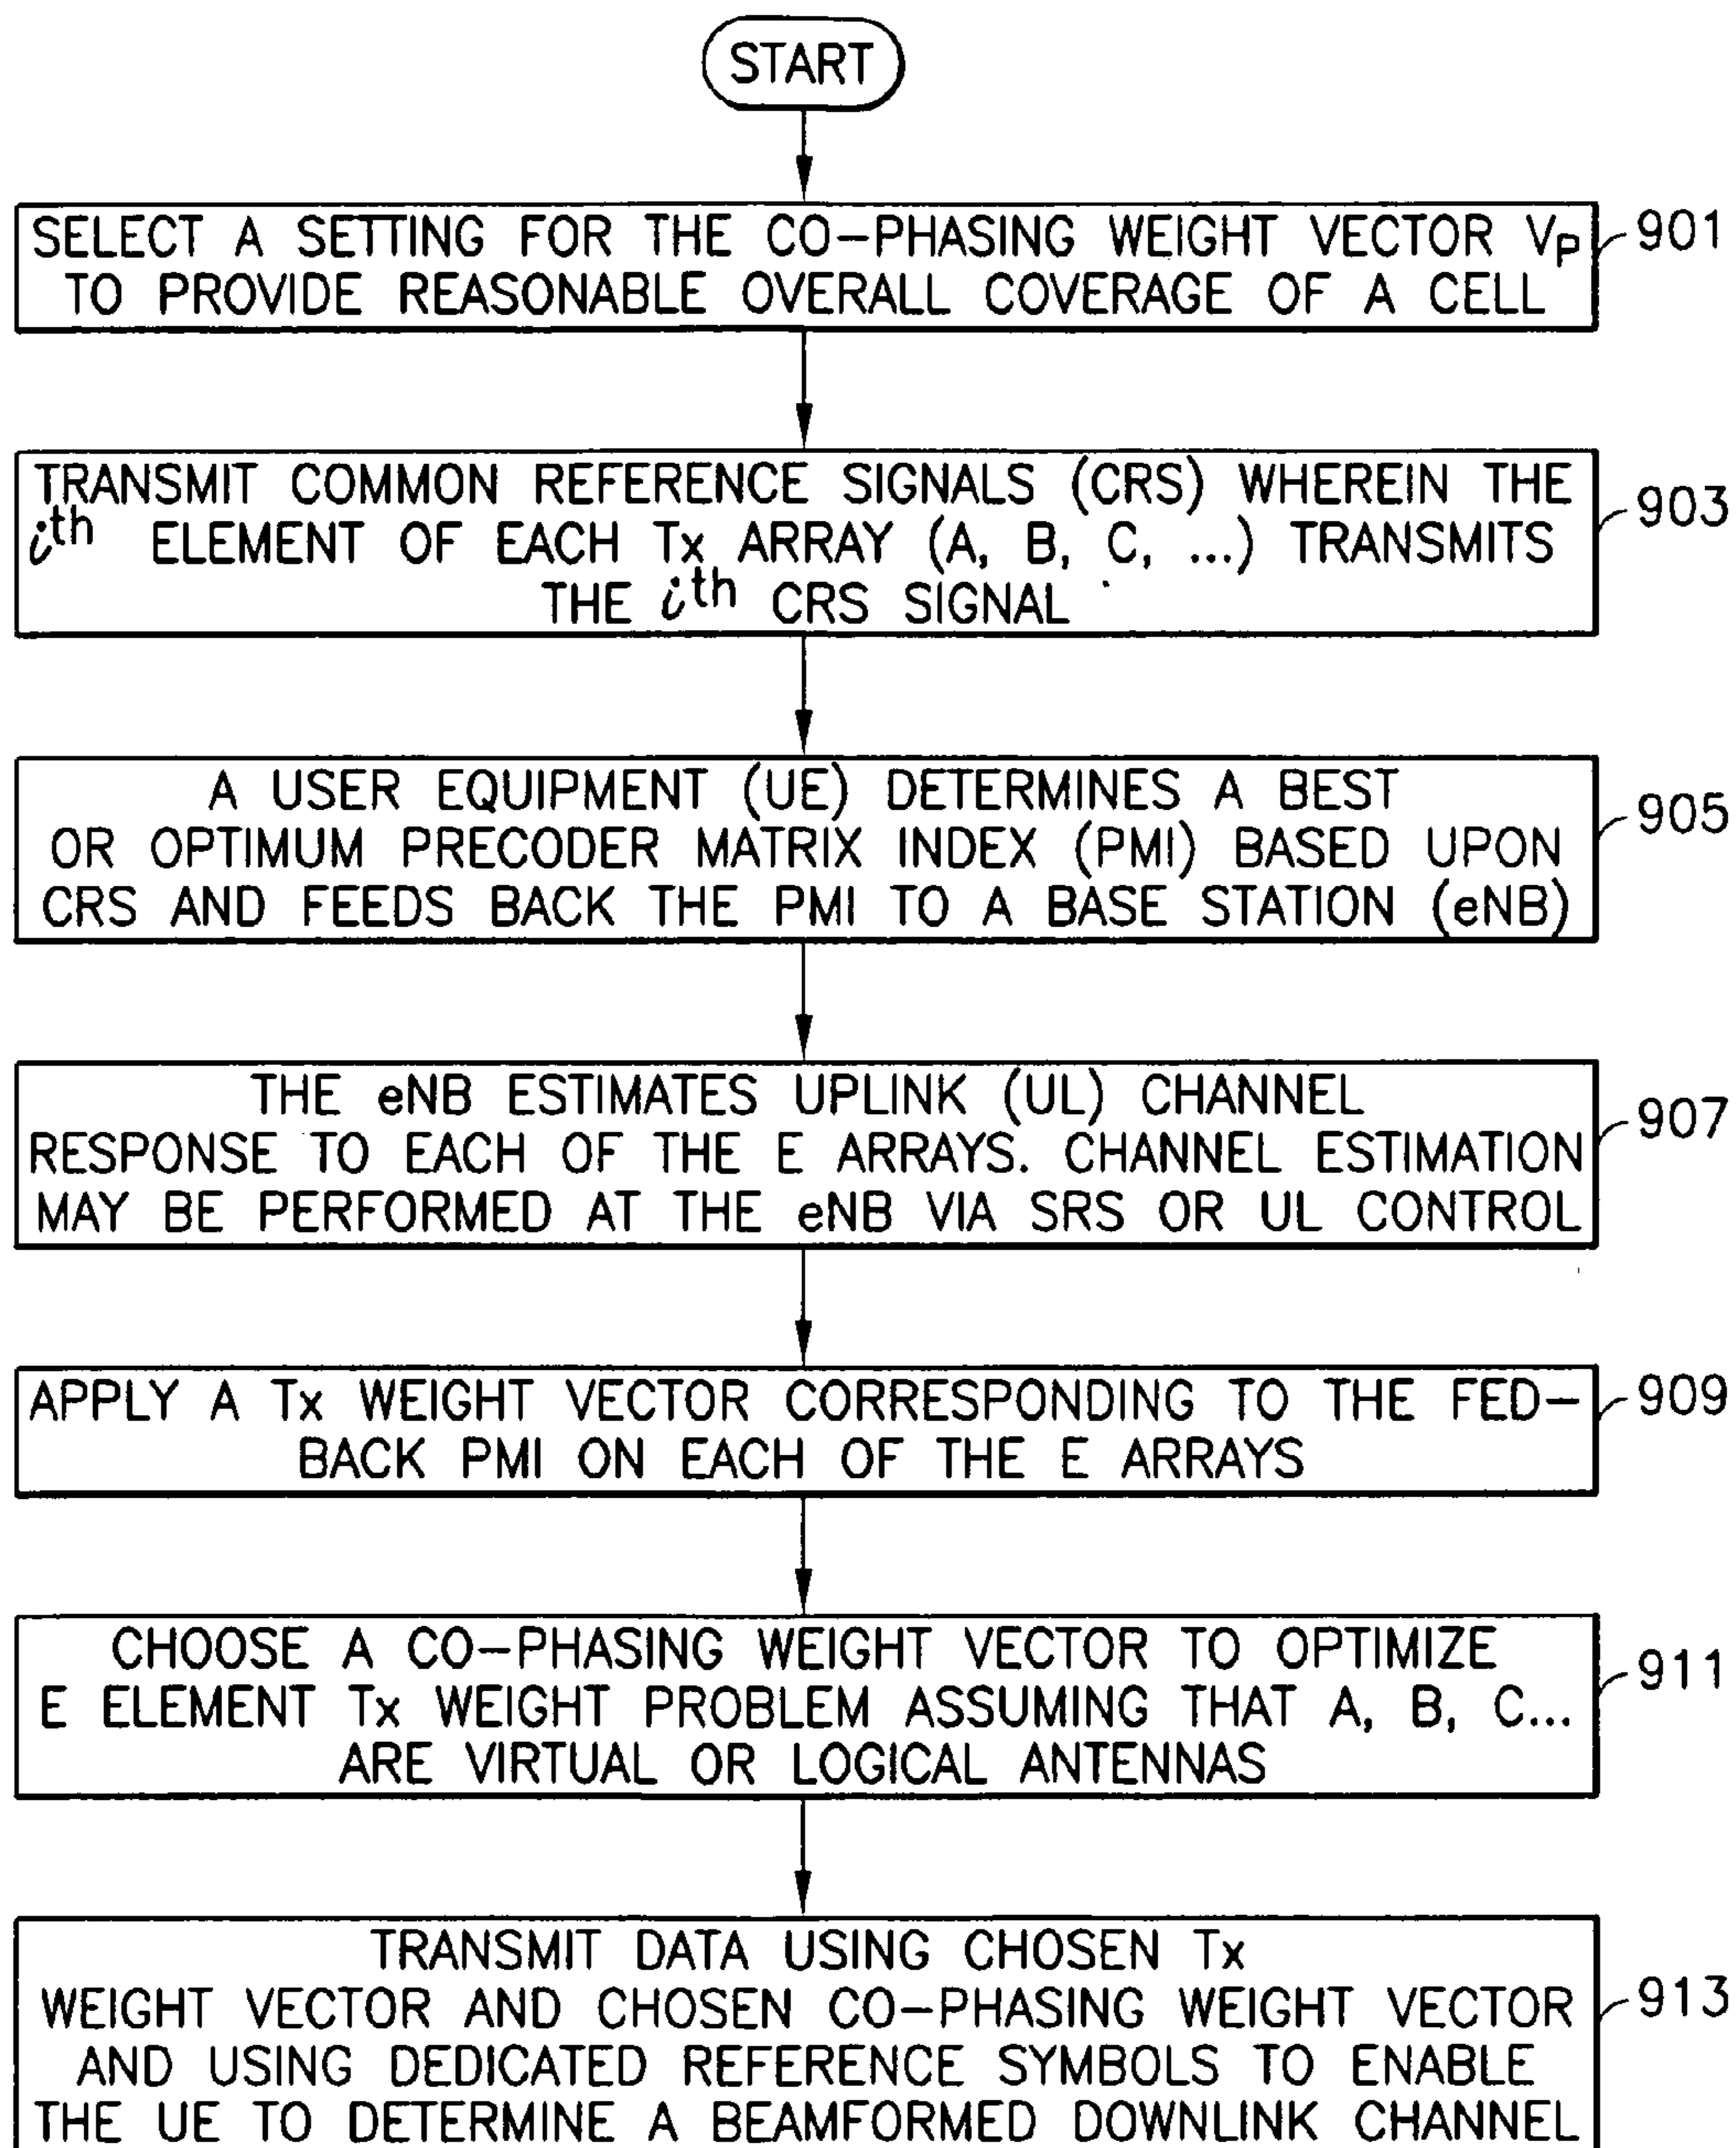 START
SELECT A SETTING FOR THE CO-PHASING WEIGHT VECTOR VP
TO PROVIDE REASONABLE OVERALL COVERAGE OF A CELL
901
TRANSMIT COMMON REFERENCE SIGNALS (CRS) WHEREIN THE
ith ELEMENT OF EACH Tx ARRAY (A, B, C, ...) TRANSMITS
THE ith CRS SIGNAL
903
A USER EQUIPMENT (UE) DETERMINES A BEST
OR OPTIMUM PRECODER MATRIX INDEX (PMI) BASED UPON
CRS AND FEEDS BACK THE PMI TO A BASE STATION (eNB)
905
THE eNB ESTIMATES UPLINK (UL) CHANNEL
RESPONSE TO EACH OF THE E ARRAYS. CHANNEL ESTIMATION
MAY BE PERFORMED AT THE eNB VIA SRS OR UL CONTROL
907
APPLY A Tx WEIGHT VECTOR CORRESPONDING TO THE FED-
BACK PMI ON EACH OF THE E ARRAYS
909
CHOOSE A CO-PHASING WEIGHT VECTOR TO OPTIMIZE
E ELEMENT Tx WEIGHT PROBLEM ASSUMING THAT A, B, C...
ARE VIRTUAL OR LOGICAL ANTENNAS
911
TRANSMIT DATA USING CHOSEN Tx
WEIGHT VECTOR AND CHOSEN CO-PHASING WEIGHT VECTOR
AND USING DEDICATED REFERENCE SYMBOLS TO ENABLE
THE UE TO DETERMINE A BEAMFORMED DOWNLINK CHANNEL
913